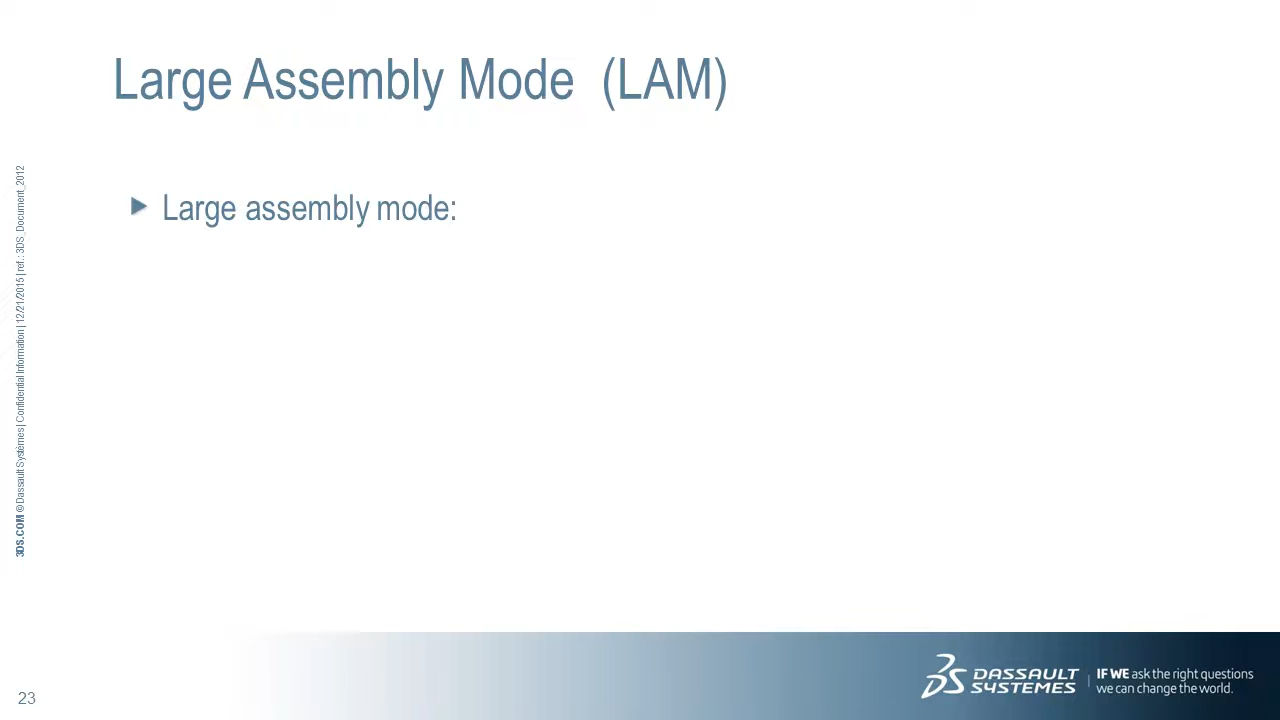 Large Assembly Mode (LAM)
Large assembly mode:
3DS.COM © Dassault Systèmes | Confidential Information | 12/21/2015 | ref.: 3DS_Document_2012
23
DASSAULT
SYSTEMES
IF WE ask the right questions
we can change the world.